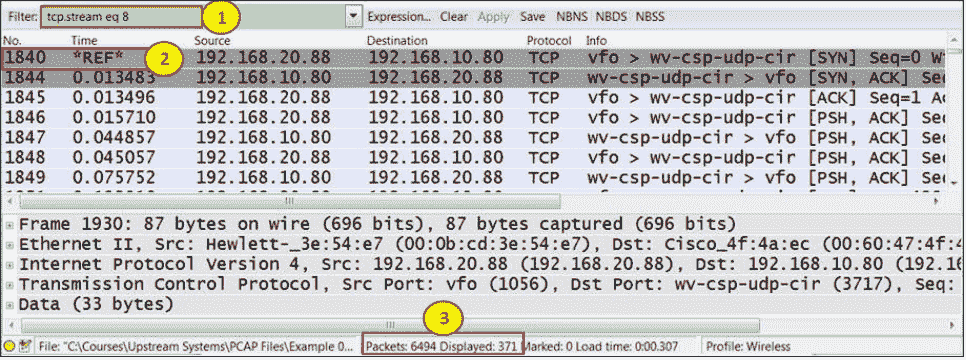 Filter: tcp.stream eq 8 1 Expression... Clear Apply Save NBNS NBDS NBSS
No. Time Source Destination Protocol Info
1840 *REF* 2 192.168.20.88 192.168.10.80 TCP vfo > wv-csp-udp-cir [SYN] Seq=0 W
1844 0.013483 192.168.10.80 192.168.20.88 TCP wv-csp-udp-cir > vfo [SYN, ACK] Se
1845 0.013496 192.168.20.88 192.168.10.80 TCP vfo > wv-csp-udp-cir [ACK] Seq=1 Ac
1846 0.015710 192.168.20.88 192.168.10.80 TCP vfo > wv-csp-udp-cir [PSH, ACK] Se
1847 0.044857 192.168.10.80 192.168.20.88 TCP wv-csp-udp-cir > vfo [PSH, ACK] Se
1848 0.045057 192.168.20.88 192.168.10.80 TCP vfo > wv-csp-udp-cir [PSH, ACK] Se
1849 0.075752 192.168.10.80 192.168.20.88 TCP wv-csp-udp-cir > vfo [PSH, ACK] Se
Frame 1930: 87 bytes on wire (696 bits), 87 bytes captured (696 bits)
Ethernet II, Src: Hewlett-_3e:54:e7 (00:0b:cd:3e:54:e7), Dst: Cisco_4f:4a:ec (00:60:47:4f:4
Internet Protocol Version 4, Src: 192.168.20.88 (192.168.20.88), Dst: 192.168.10.80 (192.16
Transmission Control Protocol, Src Port: vfo (1056), Dst Port: wv-csp-udp-cir (3717), Seq:
Data (33 bytes)
3
File: "C:\Courses\Upstream Systems\PCAP Files\Example 0... Packets: 6494 Displayed: 371 Marked: 0 Load time: 0:00.307 Profile: Wireless